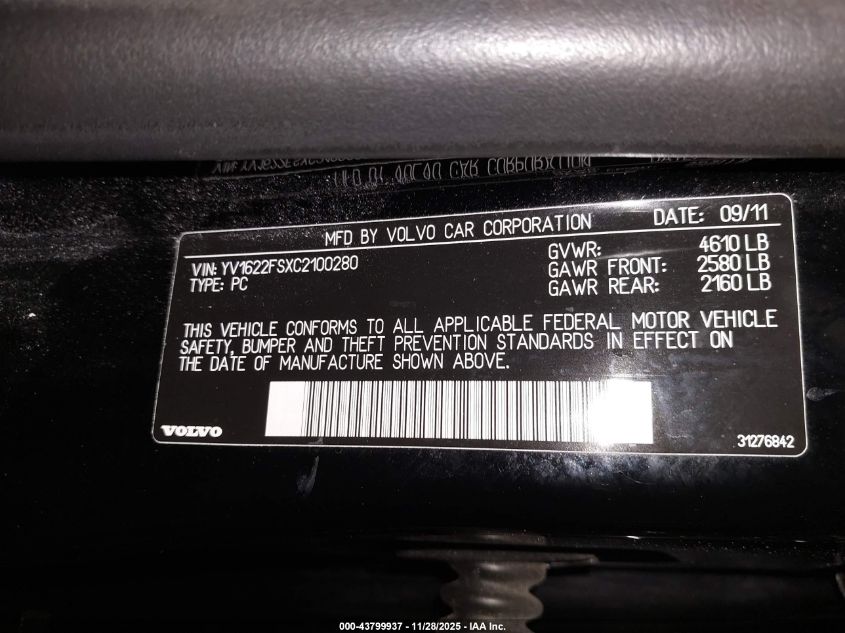 MFD BY VOLVO CAR CORPORATION DATE: 09/11
VIN: YV1622FSXC2100280
TYPE: PC
GVWR: 4610 LB
GAWR FRONT: 2580 LB
GAWR REAR: 2160 LB
THIS VEHICLE CONFORMS TO ALL APPLICABLE FEDERAL MOTOR VEHICLE
SAFETY, BUMPER AND THEFT PREVENTION STANDARDS IN EFFECT ON
THE DATE OF MANUFACTURE SHOWN ABOVE.
VOLVO
31276842
000-43799937 - 11/28/2025 - IAA Inc.